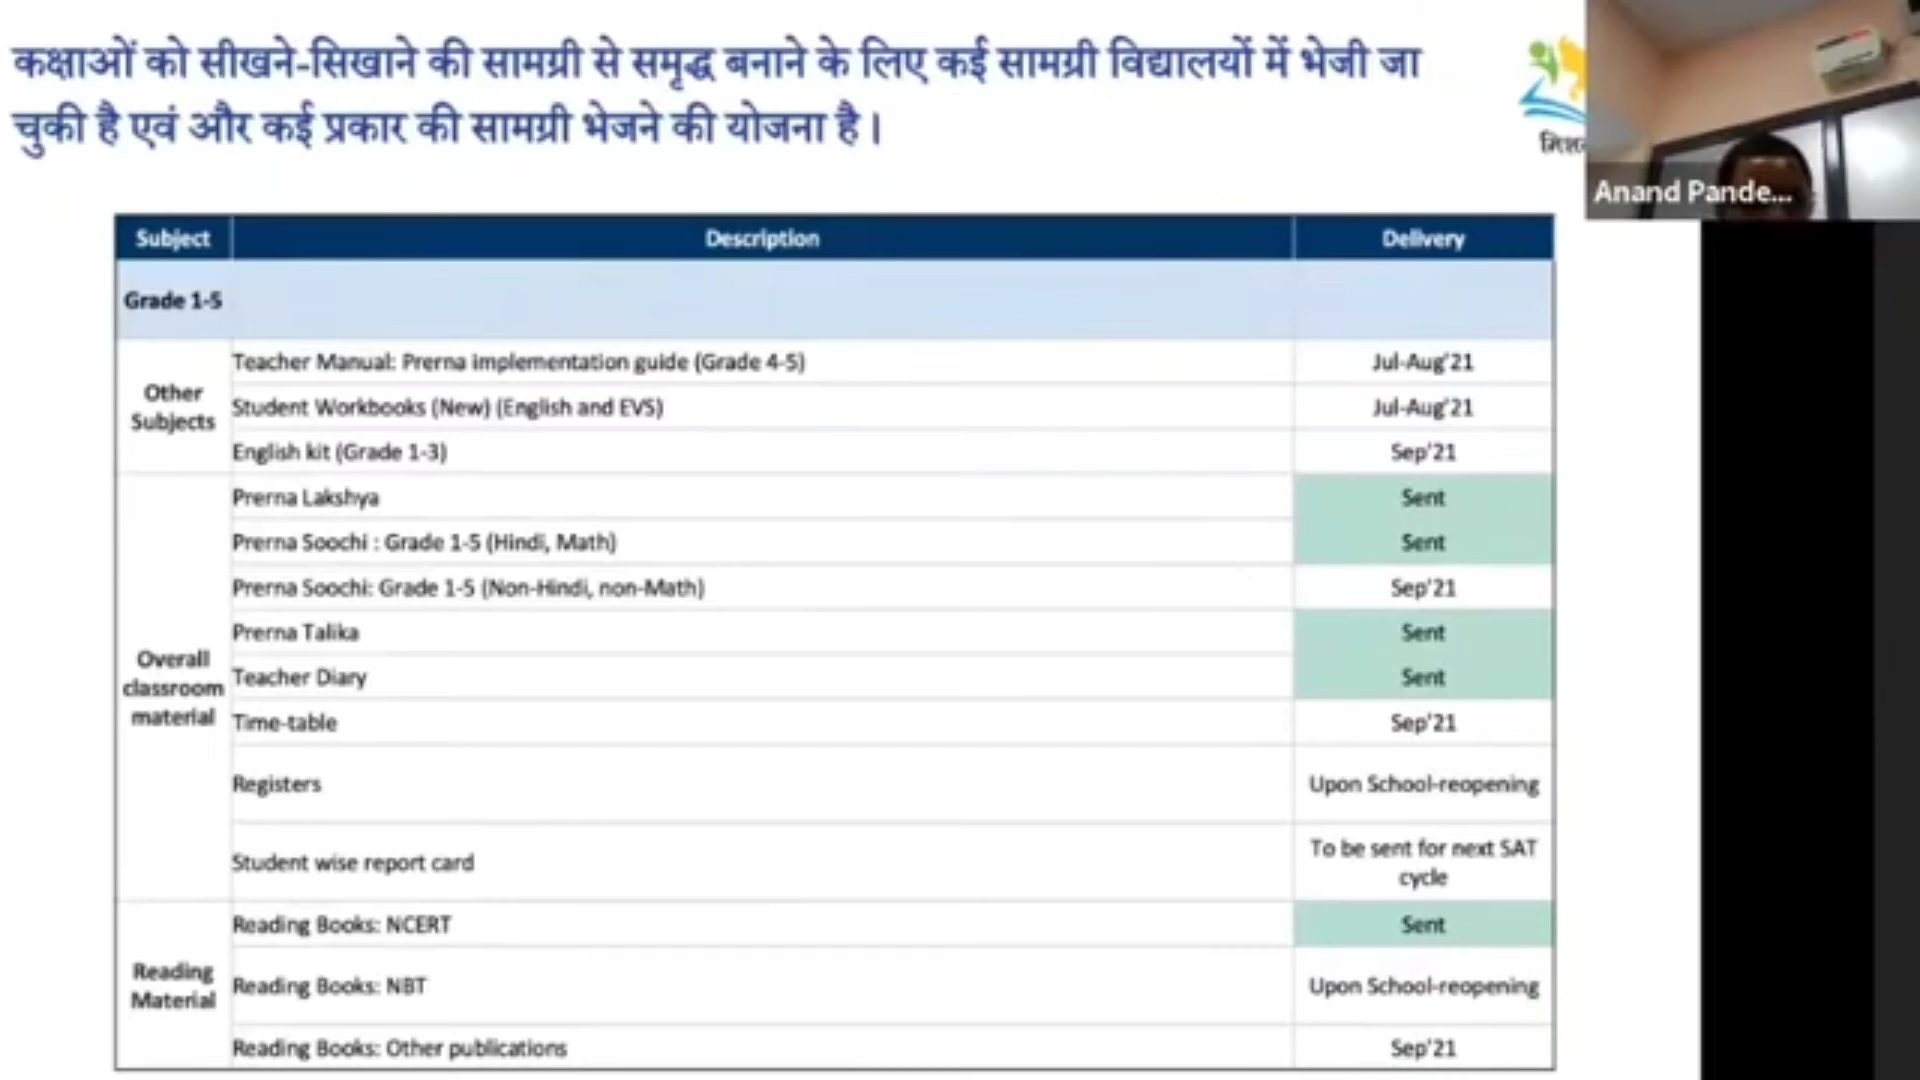 कक्षाओं को सीखने-सिखाने की सामग्री से समृद्ध बनाने के लिए कई सामग्री विद्यालयों में भेजी जा
चुकी है एवं और कई प्रकार की सामग्री भेजने की योजना है।
Anand Pande...
Subject Description Delivery
Grade 1-5
Other Subjects
Teacher Manual: Prerna implementation guide (Grade 4-5) Jul-Aug'21
Student Workbooks (New) (English and EVS) Jul-Aug'21
English kit (Grade 1-3) Sep'21
Overall classroom material
Prerna Lakshya Sent
Prerna Soochi : Grade 1-5 (Hindi, Math) Sent
Prerna Soochi: Grade 1-5 (Non-Hindi, non-Math) Sep'21
Prerna Talika Sent
Teacher Diary Sent
Time-table Sep'21
Registers Upon School-reopening
Student wise report card To be sent for next SAT cycle
Reading Material
Reading Books: NCERT Sent
Reading Books: NBT Upon School-reopening
Reading Books: Other publications Sep'21